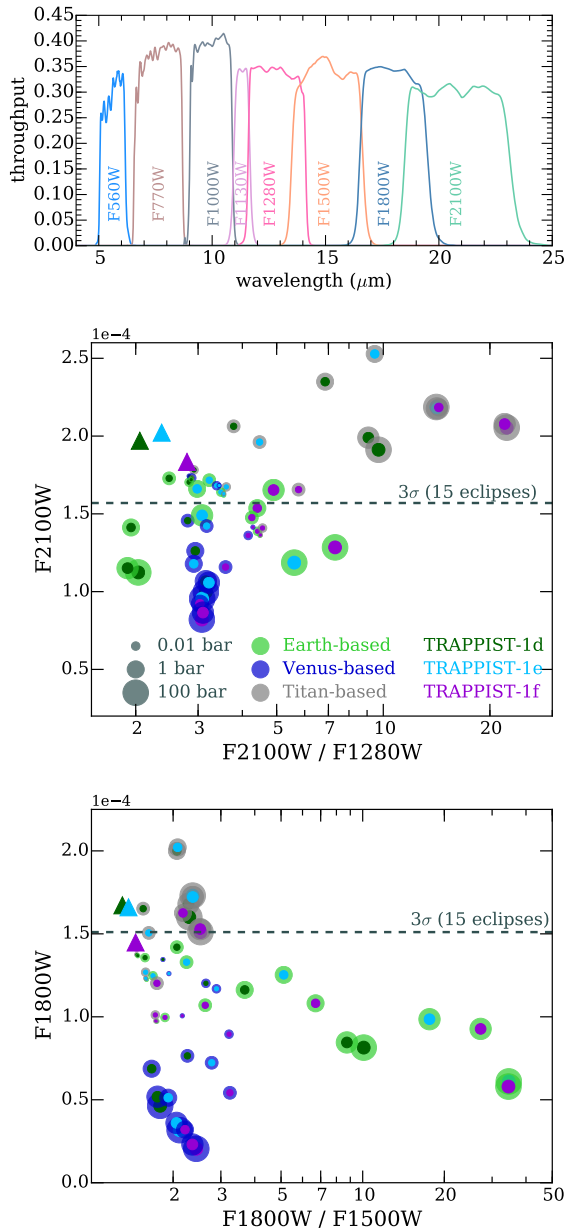 0.45
0.40
0.35
0.30
0.25
0.20
0.15
0.10
0.05
0.00
throughput
F560W
F770W
F1000W
F1130W
F1280W
F1500W
F1800W
F2100W
5 10 15 20 25
wavelength (μm)
1e−4
2.5
2.0
1.5
1.0
0.5
F2100W
3σ (15 eclipses)
0.01 bar Earth-based TRAPPIST-1d
1 bar Venus-based TRAPPIST-1e
100 bar Titan-based TRAPPIST-1f
2 3 4 5 6 7 10 20
F2100W / F1280W
1e−4
2.0
1.5
1.0
0.5
0.0
F1800W
3σ (15 eclipses)
2 3 4 5 7 10 20 50
F1800W / F1500W